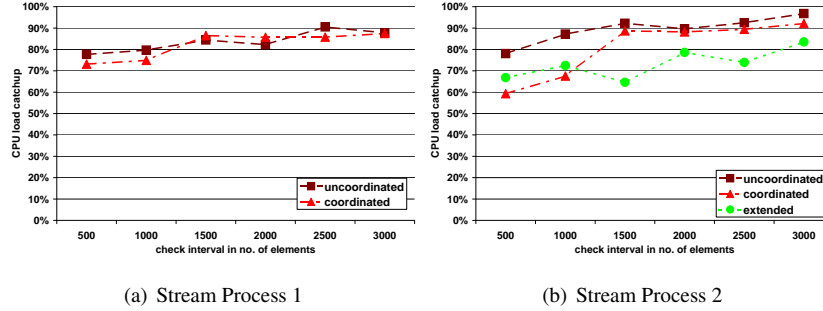 100%
90%
80%
70%
60%
50%
40%
30%
20%
10%
0%
CPU load catchup
500 1000 1500 2000 2500 3000
check interval in no. of elements
uncoordinated
coordinated
(a) Stream Process 1
100%
90%
80%
70%
60%
50%
40%
30%
20%
10%
0%
CPU load catchup
500 1000 1500 2000 2500 3000
check interval in no. of elements
uncoordinated
coordinated
extended
(b) Stream Process 2